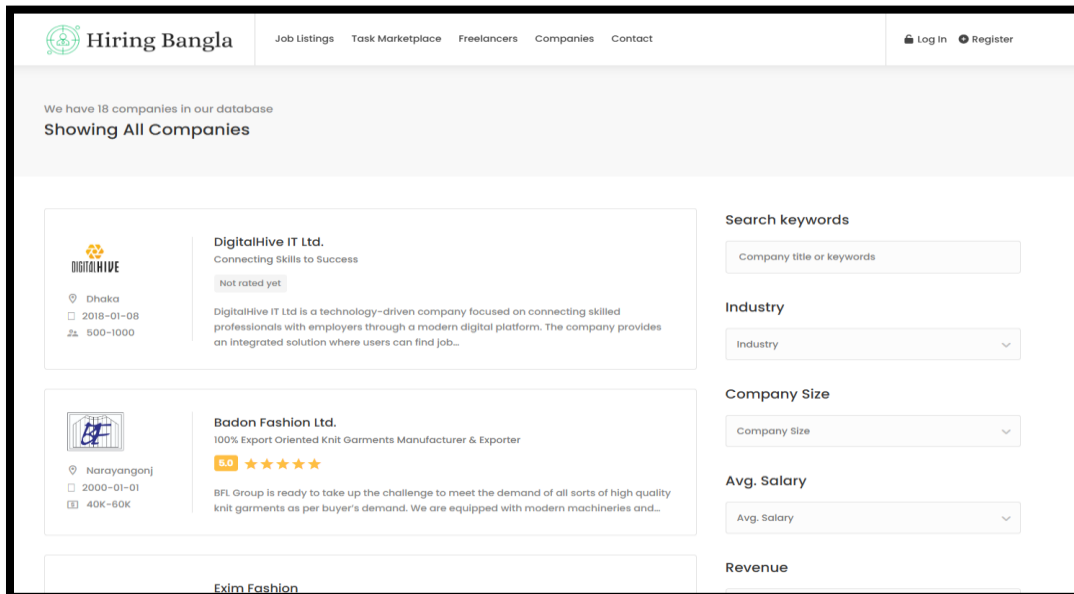 Hiring Bangla
Job Listings Task Marketplace Freelancers Companies Contact
Log In Register
We have 18 companies in our database
Showing All Companies
DIGITALHIVE
Dhaka
2018-01-08
500-1000
DigitalHive IT Ltd.
Connecting Skills to Success
Not rated yet
DigitalHive IT Ltd is a technology-driven company focused on connecting skilled
professionals with employers through a modern digital platform. The company provides
an integrated solution where users can find job...
BF
Narayangonj
2000-01-01
40K-60K
Badon Fashion Ltd.
100% Export Oriented Knit Garments Manufacturer & Exporter
5.0
BFL Group is ready to take up the challenge to meet the demand of all sorts of high quality
knit garments as per buyer's demand. We are equipped with modern machineries and...
Exim Fashion
Search keywords
Company title or keywords
Industry
Industry
Company Size
Company Size
Avg. Salary
Avg. Salary
Revenue